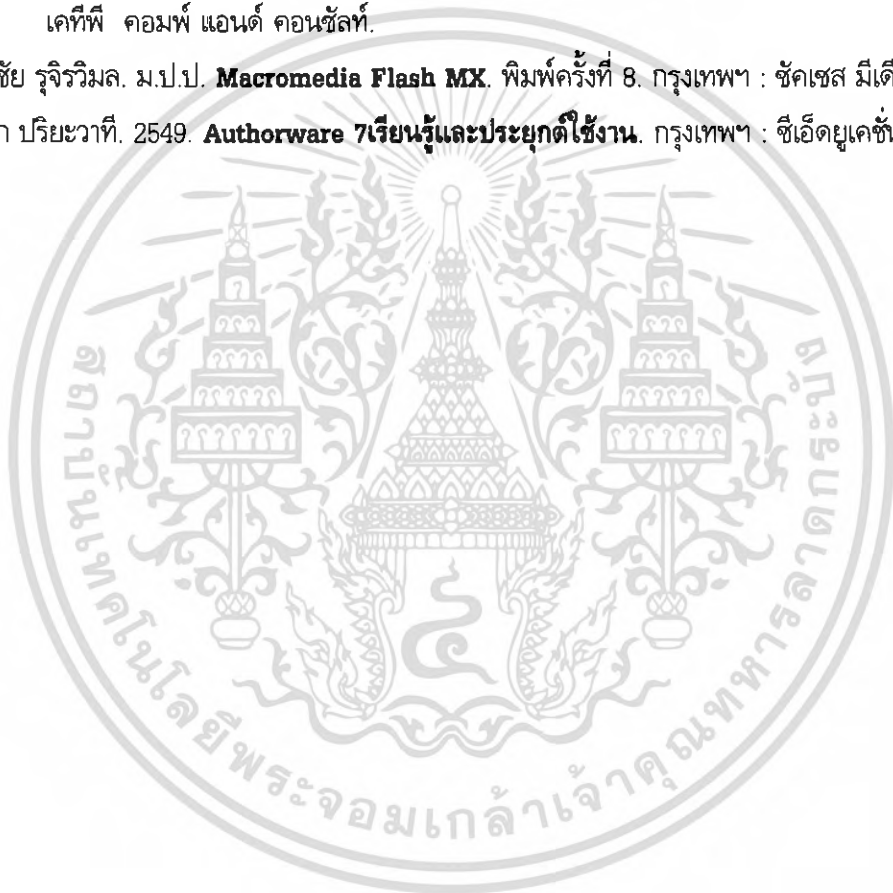 เคทีพี คอมพ์ แอนด์ คอนซัลท์.
ชัย รุจิรวิมล. ม.ป.ป. Macromedia Flash MX. พิมพ์ครั้งที่ 8. กรุงเทพฯ : ซัคเซส มีเดี
ก ปริยะวาที. 2549. Authorware 7เรียนรู้และประยุกต์ใช้งาน. กรุงเทพฯ : ซีเอ็ดยูเคชั่น
สถาบันเทคโนโลยีพระจอมเกล้าเจ้าคุณทหารลาดกระบัง
๔